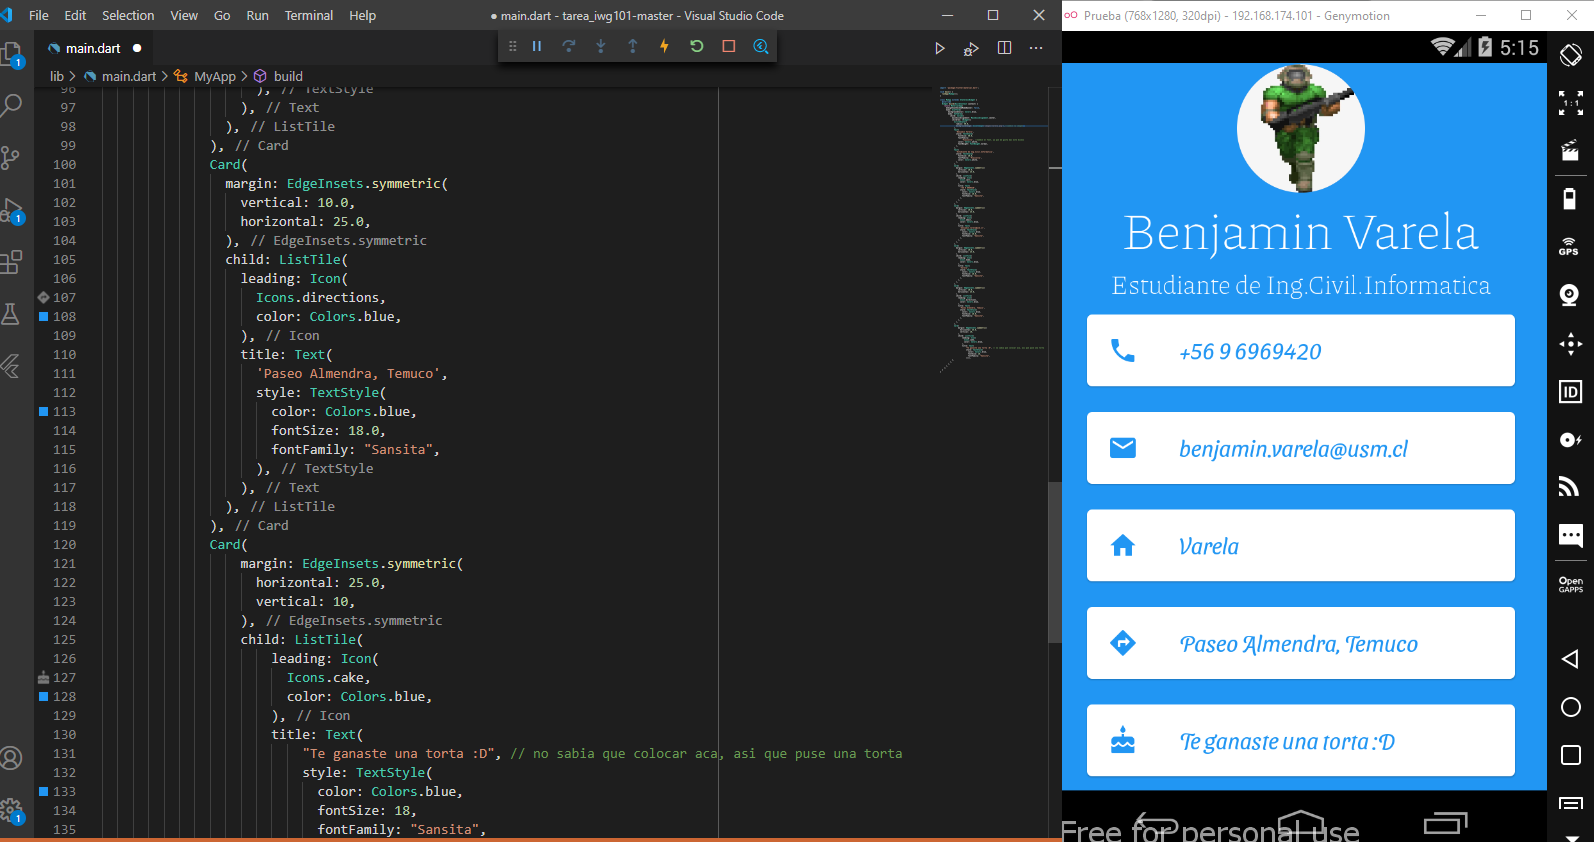 File Edit Selection View Go Run Terminal Help
● main.dart - tarea_iwg101-master - Visual Studio Code
main.dart ●
lib > main.dart > MyApp > build
96 ), // TextStyle
97 ), // Text
98 ), // ListTile
99 ), // Card
100 Card(
101 margin: EdgeInsets.symmetric(
102 vertical: 10.0,
103 horizontal: 25.0,
104 ), // EdgeInsets.symmetric
105 child: ListTile(
106 leading: Icon(
107 Icons.directions,
108 color: Colors.blue,
109 ), // Icon
110 title: Text(
111 'Paseo Almendra, Temuco',
112 style: TextStyle(
113 color: Colors.blue,
114 fontSize: 18.0,
115 fontFamily: "Sansita",
116 ), // TextStyle
117 ), // Text
118 ), // ListTile
119 ), // Card
120 Card(
121 margin: EdgeInsets.symmetric(
122 horizontal: 25.0,
123 vertical: 10,
124 ), // EdgeInsets.symmetric
125 child: ListTile(
126 leading: Icon(
127 Icons.cake,
128 color: Colors.blue,
129 ), // Icon
130 title: Text(
131 "Te ganaste una torta :D", // no sabia que colocar aca, asi que puse una torta
132 style: TextStyle(
133 color: Colors.blue,
134 fontSize: 18,
135 fontFamily: "Sansita",
1
1
1
Prueba (768x1280, 320dpi) - 192.168.174.101 - Genymotion
5:15
Benjamin Varela
Estudiante de Ing.Civil.Informatica
+56 9 6969420
benjamin.varela@usm.cl
Varela
Paseo Almendra, Temuco
Te ganaste una torta :D
Free for personal use
1:1
GPS
ID
Open
GAPPS